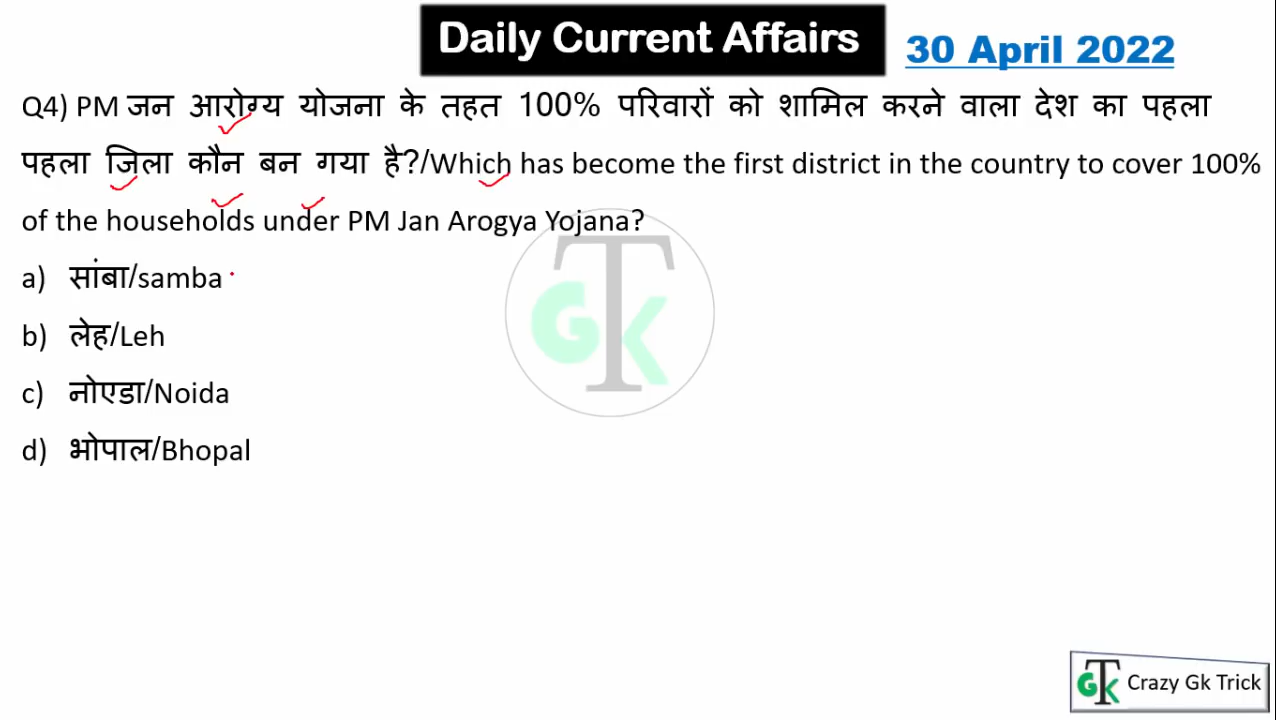 Daily Current Affairs
30 April 2022
Q4) PM जन आरोग्य योजना के तहत 100% परिवारों को शामिल करने वाला देश का पहला
पहला जिला कौन बन गया है?/Which has become the first district in the country to cover 100%
of the households under PM Jan Arogya Yojana?
a) सांबा/samba
b) लेह/Leh
c) नोएडा/Noida
d) भोपाल/Bhopal
GTK
GTK Crazy Gk Trick